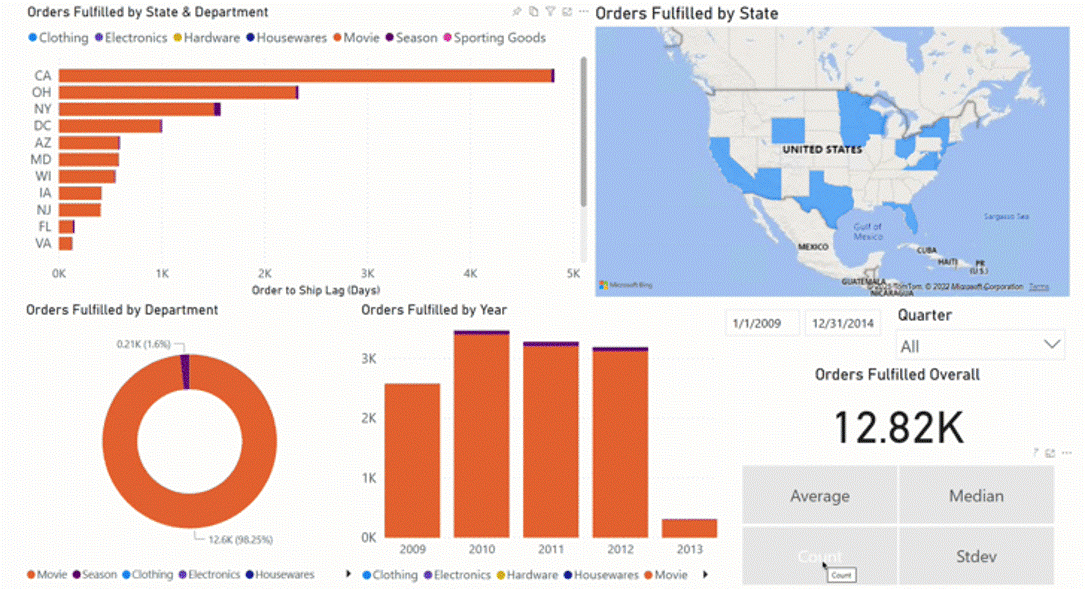 Orders Fulfilled by State & Department
Clothing Electronics Hardware Housewares Movie Season Sporting Goods
CA
OH
NY
DC
AZ
MD
WI
IA
NJ
FL
VA
0K 1K 2K 3K 4K 5K
Order to Ship Lag (Days)
Orders Fulfilled by State
UNITED STATES
MEXICO
Gulf of
Mexico
Sargasso Sea
CUBA
HAITI
PR
(U.S.)
GUATEMALA
NICARAGUA
Microsoft Bing
TomTom, © 2022 Microsoft Corporation Terms
Orders Fulfilled by Department
0.21K (1.6%)
12.6K (98.25%)
Movie Season Clothing Electronics Housewares
Orders Fulfilled by Year
3K
2K
1K
0K
2009 2010 2011 2012 2013
Clothing Electronics Hardware Housewares Movie
1/1/2009 12/31/2014
Quarter
All
Orders Fulfilled Overall
12.82K
Average Median
Count Stdev
Count